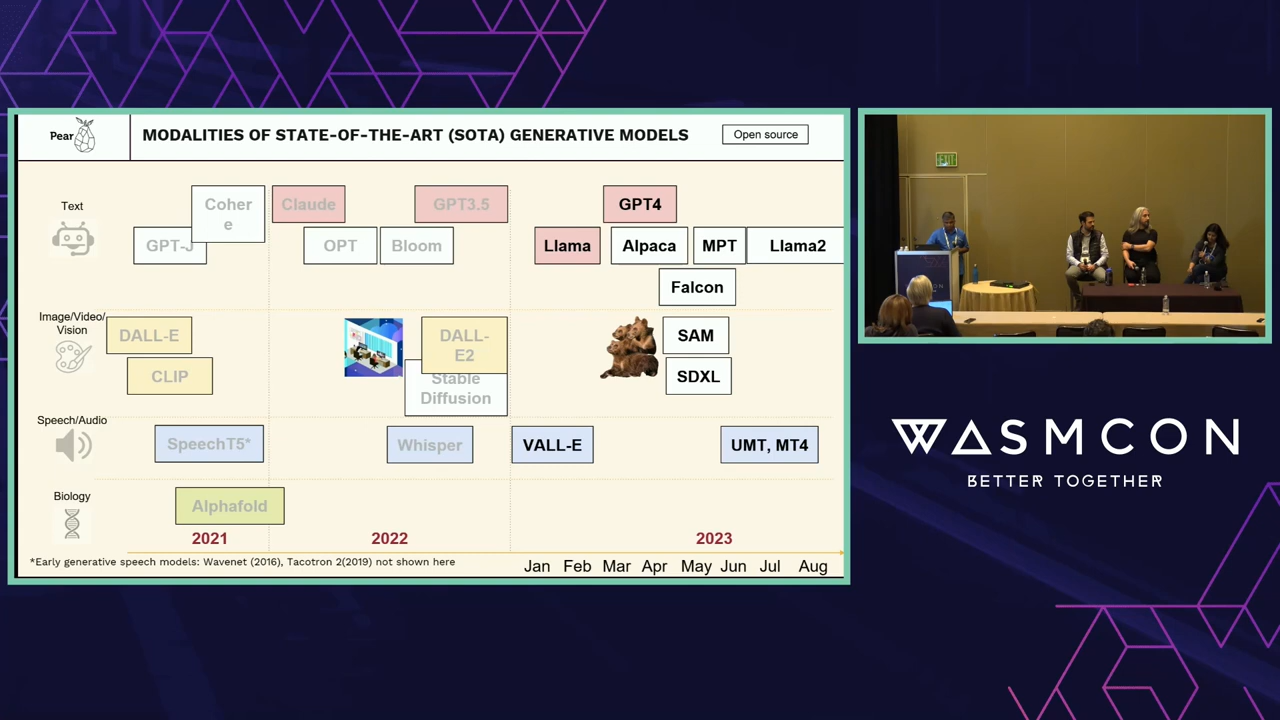 Pear
MODALITIES OF STATE-OF-THE-ART (SOTA) GENERATIVE MODELS
Open source
Text
Coher
e
Claude
GPT3.5
GPT4
GPT-J
OPT
Bloom
Llama
Alpaca
MPT
Llama2
Falcon
Image/Video/
Vision
DALL-E
DALL-
E2
SAM
CLIP
Stable
Diffusion
SDXL
Speech/Audio
SpeechT5*
Whisper
VALL-E
UMT, MT4
Biology
Alphafold
2021
2022
2023
*Early generative speech models: Wavenet (2016), Tacotron 2(2019) not shown here
Jan Feb Mar Apr May Jun Jul Aug
EXIT
WASMCON
WASMCON
BETTER TOGETHER